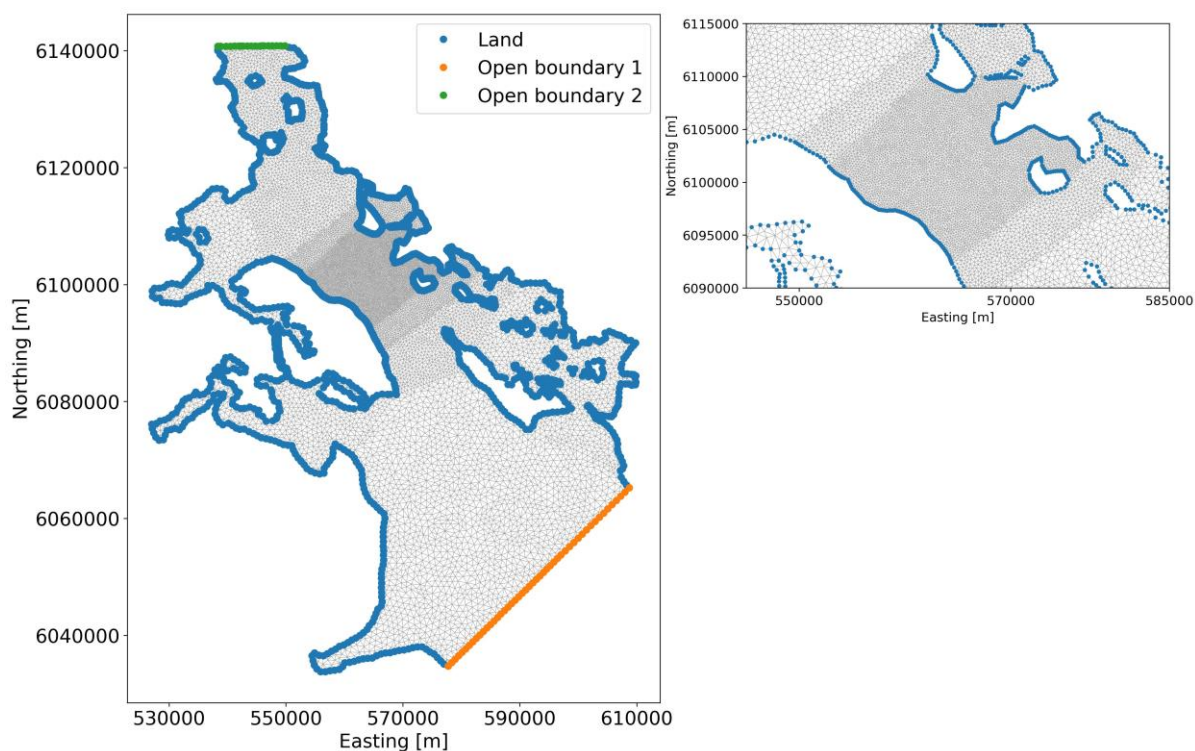 Land
Open boundary 1
Open boundary 2
6140000
6120000
6100000
6080000
6060000
6040000
Northing [m]
530000 550000 570000 590000 610000
Easting [m]
6115000
6110000
6105000
6100000
6095000
6090000
Northing [m]
550000 570000 585000
Easting [m]